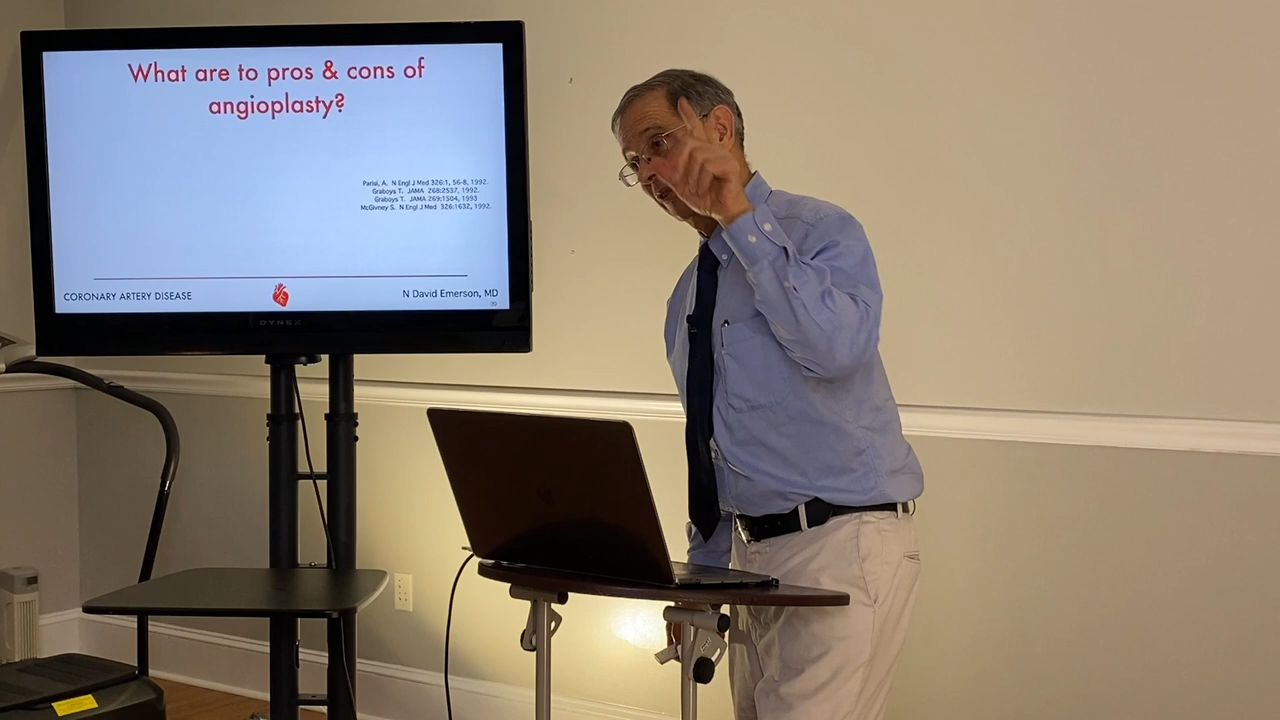 What are to pros & cons of
angioplasty?
Parisi, A. N Engl J Med 326:1, 56-8, 1992.
Graboys T. JAMA 268:2537, 1992.
Graboys T. JAMA 269:1504, 1993
McGivney S. N Engl J Med 326:1632, 1992.
CORONARY ARTERY DISEASE
N David Emerson, MD
DYNEX